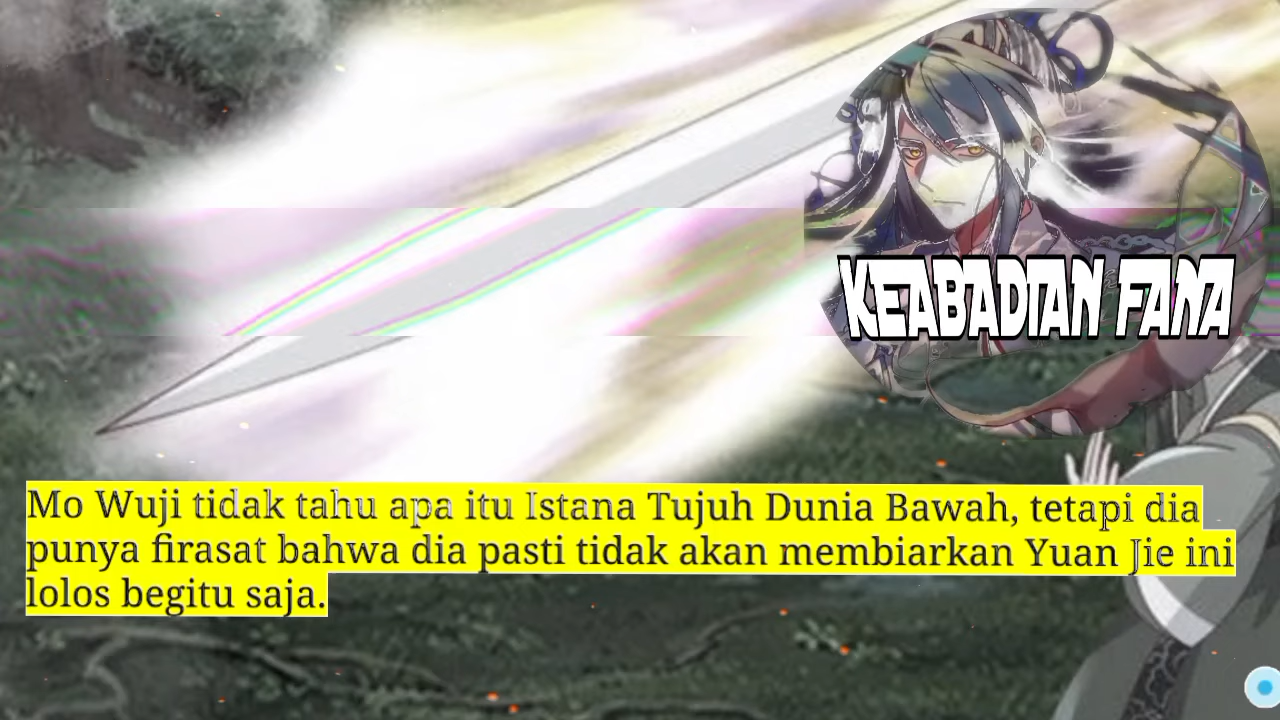 KEABADIAN FANA
Mo Wuji tidak tahu apa itu Istana Tujuh Dunia Bawah, tetapi dia
punya firasat bahwa dia pasti tidak akan membiarkan Yuan Jie ini
lolos begitu saja.